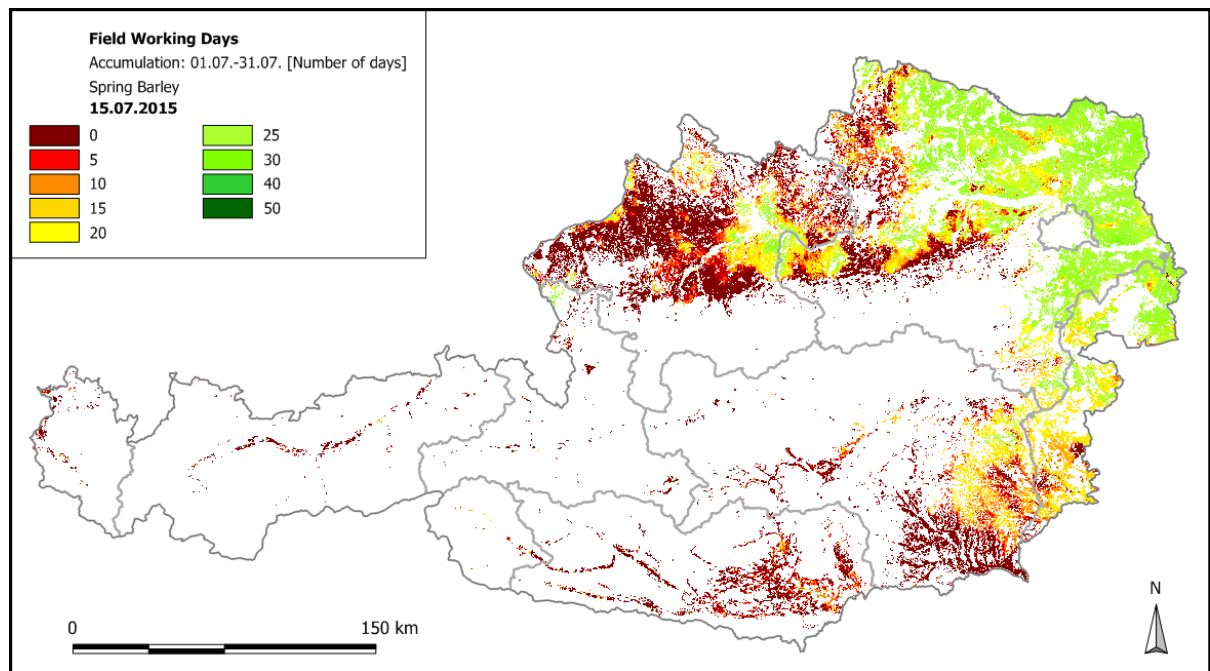 Field Working Days
Accumulation: 01.07.-31.07. [Number of days]
Spring Barley
15.07.2015
0 25
5 30
10 40
15 50
20
N
0 150 km